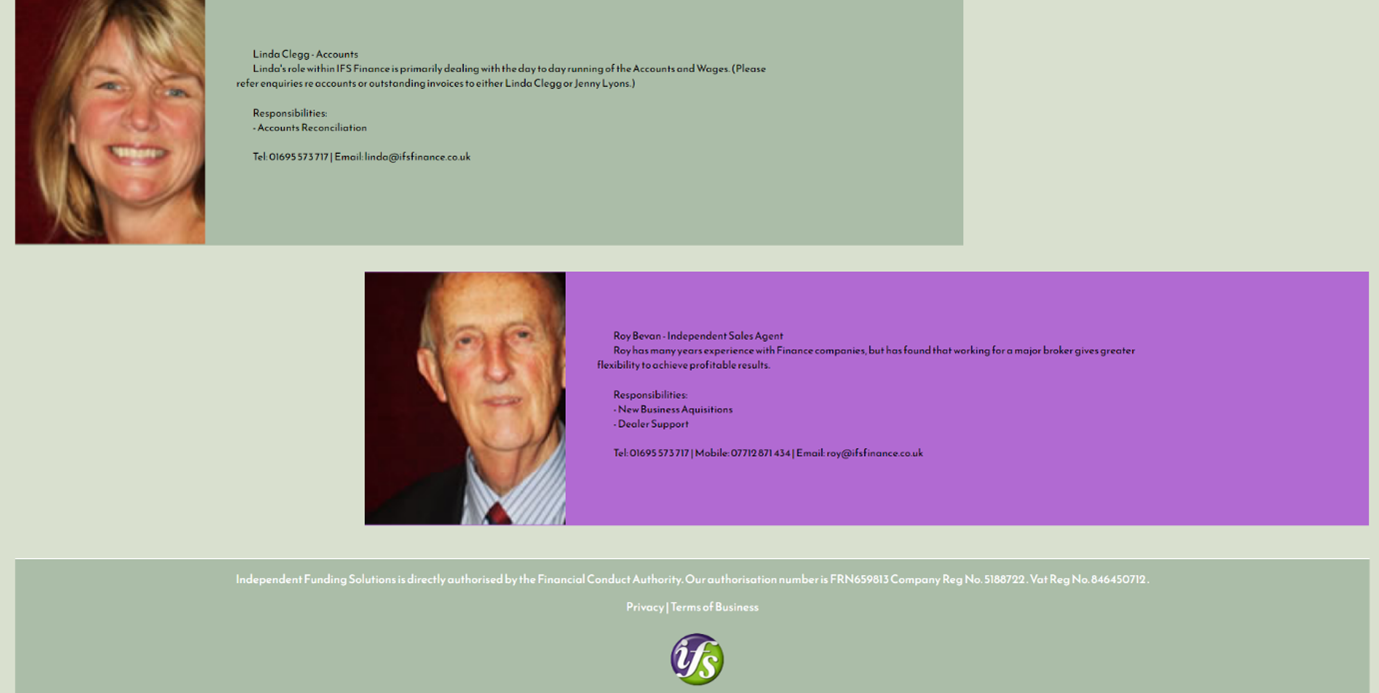 Linda Clegg - Accounts
Linda's role within IFS Finance is primarily dealing with the day to day running of the Accounts and Wages. (Please
refer enquiries re accounts or outstanding invoices to either Linda Clegg or Jenny Lyons.)
Responsibilities:
- Accounts Reconciliation
Tel: 01695 573 717 | Email: linda@ifsfinance.co.uk
Roy Bevan - Independent Sales Agent
Roy has many years experience with Finance companies, but has found that working for a major broker gives greater
flexibility to achieve profitable results.
Responsibilities:
- New Business Aquisitions
- Dealer Support
Tel: 01695 573 717 | Mobile: 07712 871 434 | Email: roy@ifsfinance.co.uk
Independent Funding Solutions is directly authorised by the Financial Conduct Authority. Our authorisation number is FRN659813 Company Reg No. 5188722 . Vat Reg No. 846450712 .
Privacy | Terms of Business
ifs